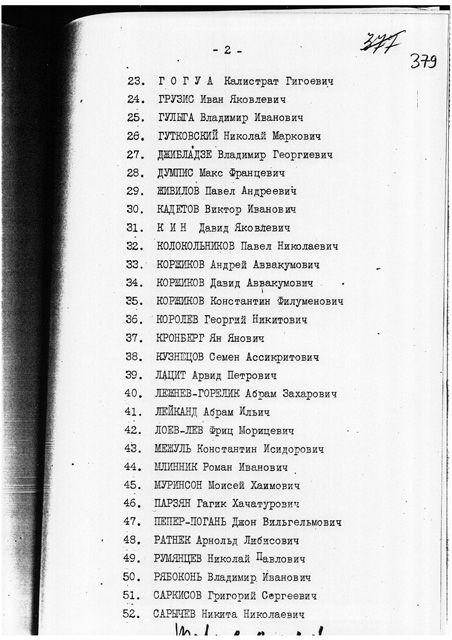 - 2 -
377
379
23. Г О Г У А Калистрат Гигоевич
24. ГРУЗИС Иван Яковлевич
25. ГУЛЬГА Владимир Иванович
26. ГУТКОВСКИЙ Николай Маркович
27. ДЖИБЛАДЗЕ Владимир Георгиевич
28. ДУМПИС Макс Францевич
29. ЖИВИЛОВ Павел Андреевич
30. КАДЕТОВ Виктор Иванович
31. К И Н Давид Яковлевич
32. КОЛОКОЛЬНИКОВ Павел Николаевич
33. КОРЖИКОВ Андрей Аввакумович
34. КОРЖИКОВ Давид Аввакумович
35. КОРЖИКОВ Константин Филуменович
36. КОРОЛЕВ Георгий Никитович
37. КРОНБЕРГ Ян Янович
38. КУЗНЕЦОВ Семен Ассикритович
39. ЛАЦИТ Арвид Петрович
40. ЛЕЖНЕВ-ГОРЕЛИК Абрам Захарович
41. ЛЕЙКАНД Абрам Ильич
42. ЛОЕВ-ЛЕВ Фриц Морицевич
43. МЕЖУЛЬ Константин Исидорович
44. МЛИННИК Роман Иванович
45. МУРИНСОН Моисей Хаимович
46. ПАРЗЯН Гагик Хачатурович
47. ПЕПЕР-ПОГАНЬ Джон Вильгельмович
48. РАТНЕК Арнольд Либисович
49. РУМЯНЦЕВ Николай Павлович
50. РЯБОКОНЬ Владимир Иванович
51. САРКИСОВ Григорий Сергеевич
52. САРЫЧЕВ Никита Николаевич